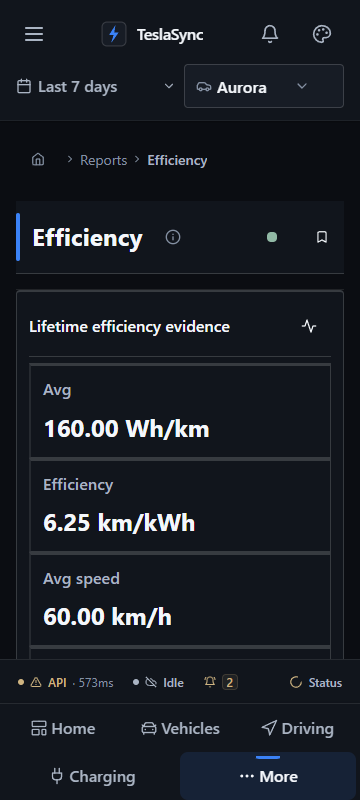 TeslaSync
Last 7 days
Aurora
Reports
Efficiency
Efficiency
Lifetime efficiency evidence
Avg
160.00 Wh/km
Efficiency
6.25 km/kWh
Avg speed
60.00 km/h
API · 573ms
Idle
2
Status
Home
Vehicles
Driving
Charging
More